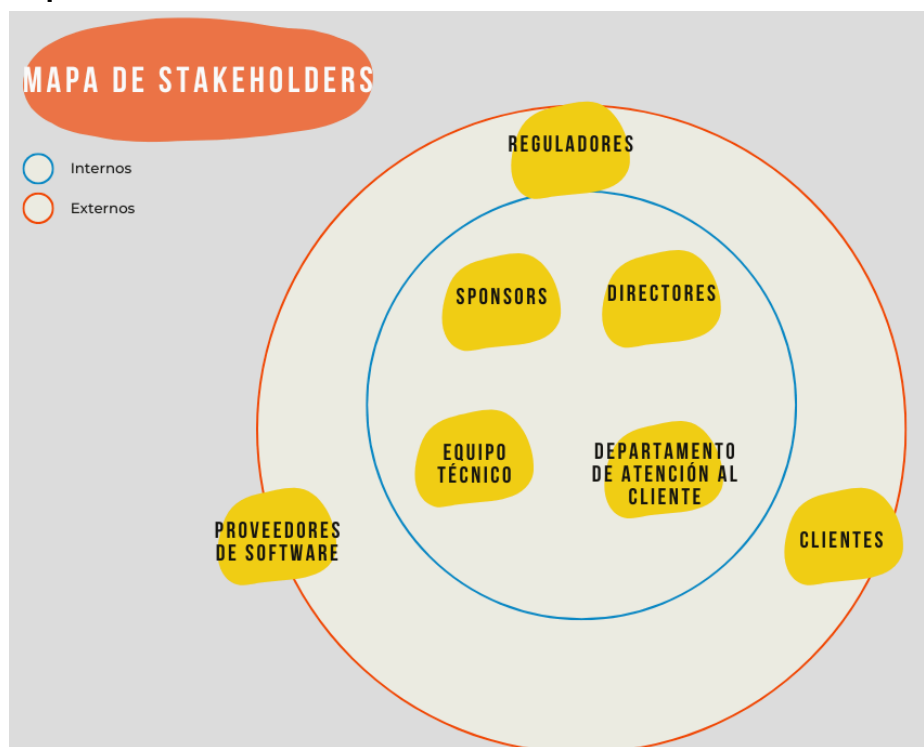 MAPA DE STAKEHOLDERS
Internos
Externos
REGULADORES
SPONSORS
DIRECTORES
EQUIPO
TÉCNICO
DEPARTAMENTO
DE ATENCIÓN AL
CLIENTE
PROVEEDORES
DE SOFTWARE
CLIENTES